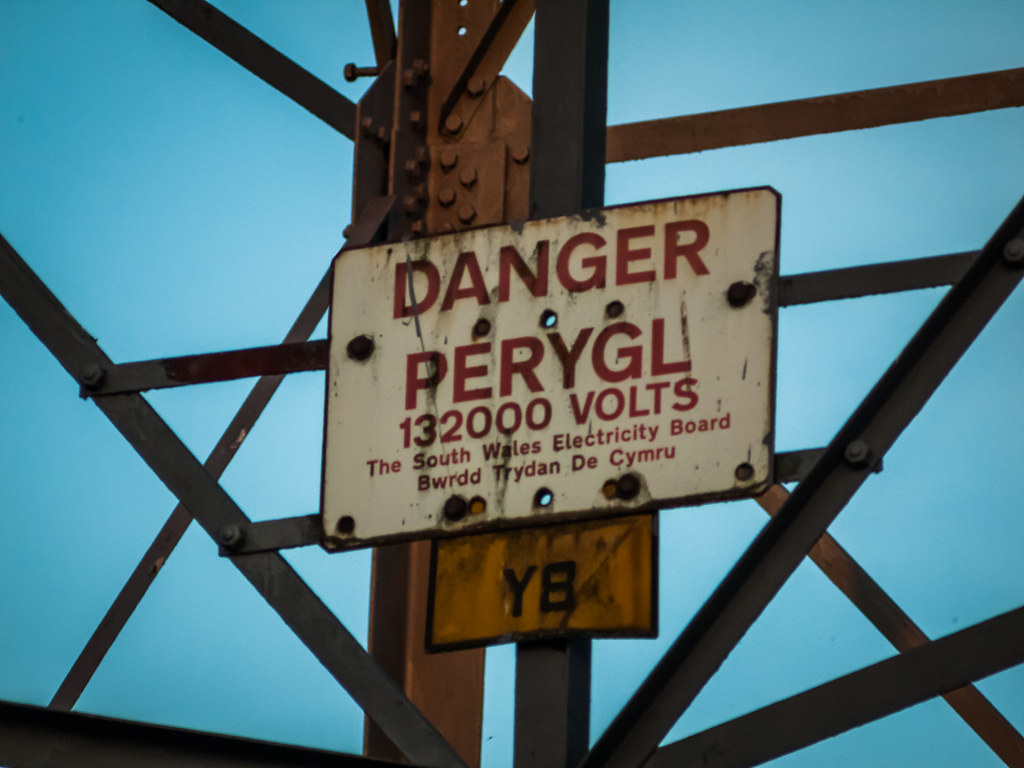 DANGER
PERYGL
132000 VOLTS
The South Wales Electricity Board
Bwrdd Trydan De Cymru
YB